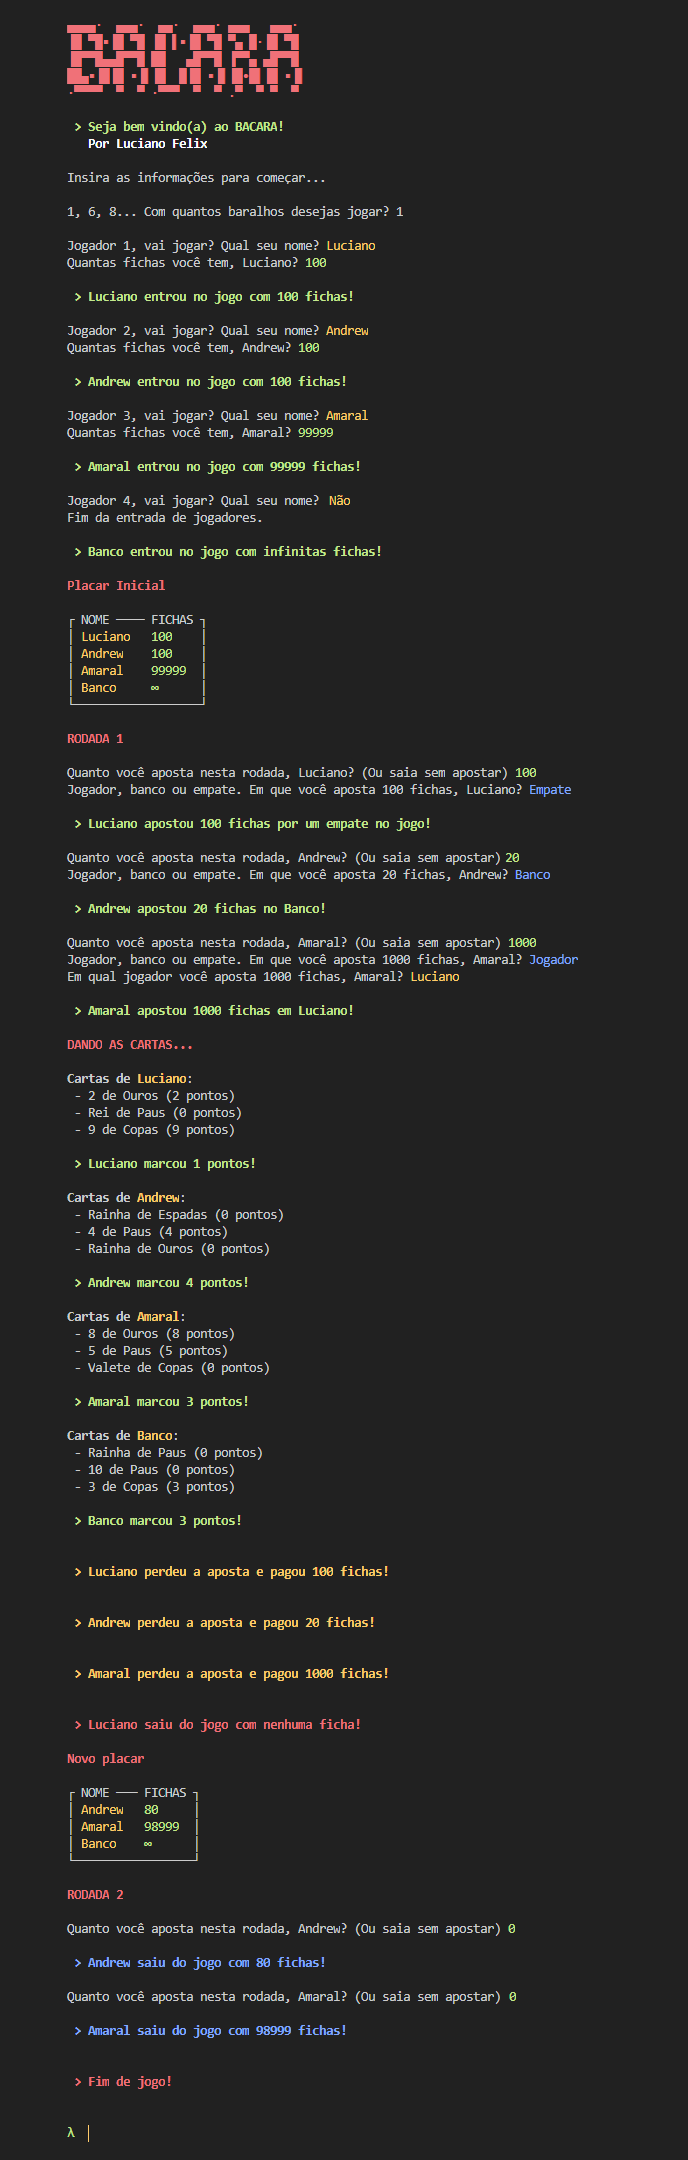 BACARA
> Seja bem vindo(a) ao BACARA!
Por Luciano Felix
Insira as informações para começar...
1, 6, 8... Com quantos baralhos desejas jogar? 1
Jogador 1, vai jogar? Qual seu nome? Luciano
Quantas fichas você tem, Luciano? 100
> Luciano entrou no jogo com 100 fichas!
Jogador 2, vai jogar? Qual seu nome? Andrew
Quantas fichas você tem, Andrew? 100
> Andrew entrou no jogo com 100 fichas!
Jogador 3, vai jogar? Qual seu nome? Amaral
Quantas fichas você tem, Amaral? 99999
> Amaral entrou no jogo com 99999 fichas!
Jogador 4, vai jogar? Qual seu nome? Não
Fim da entrada de jogadores.
> Banco entrou no jogo com infinitas fichas!
Placar Inicial
NOME ──── FICHAS
Luciano 100
Andrew 100
Amaral 99999
Banco ∞
RODADA 1
Quanto você aposta nesta rodada, Luciano? (Ou saia sem apostar) 100
Jogador, banco ou empate. Em que você aposta 100 fichas, Luciano? Empate
> Luciano apostou 100 fichas por um empate no jogo!
Quanto você aposta nesta rodada, Andrew? (Ou saia sem apostar) 20
Jogador, banco ou empate. Em que você aposta 20 fichas, Andrew? Banco
> Andrew apostou 20 fichas no Banco!
Quanto você aposta nesta rodada, Amaral? (Ou saia sem apostar) 1000
Jogador, banco ou empate. Em que você aposta 1000 fichas, Amaral? Jogador
Em qual jogador você aposta 1000 fichas, Amaral? Luciano
> Amaral apostou 1000 fichas em Luciano!
DANDO AS CARTAS...
Cartas de Luciano:
- 2 de Ouros (2 pontos)
- Rei de Paus (0 pontos)
- 9 de Copas (9 pontos)
> Luciano marcou 1 pontos!
Cartas de Andrew:
- Rainha de Espadas (0 pontos)
- 4 de Paus (4 pontos)
- Rainha de Ouros (0 pontos)
> Andrew marcou 4 pontos!
Cartas de Amaral:
- 8 de Ouros (8 pontos)
- 5 de Paus (5 pontos)
- Valete de Copas (0 pontos)
> Amaral marcou 3 pontos!
Cartas de Banco:
- Rainha de Paus (0 pontos)
- 10 de Paus (0 pontos)
- 3 de Copas (3 pontos)
> Banco marcou 3 pontos!
> Luciano perdeu a aposta e pagou 100 fichas!
> Andrew perdeu a aposta e pagou 20 fichas!
> Amaral perdeu a aposta e pagou 1000 fichas!
> Luciano saiu do jogo com nenhuma ficha!
Novo placar
NOME ─── FICHAS
Andrew 80
Amaral 98999
Banco ∞
RODADA 2
Quanto você aposta nesta rodada, Andrew? (Ou saia sem apostar) 0
> Andrew saiu do jogo com 80 fichas!
Quanto você aposta nesta rodada, Amaral? (Ou saia sem apostar) 0
> Amaral saiu do jogo com 98999 fichas!
> Fim de jogo!
λ